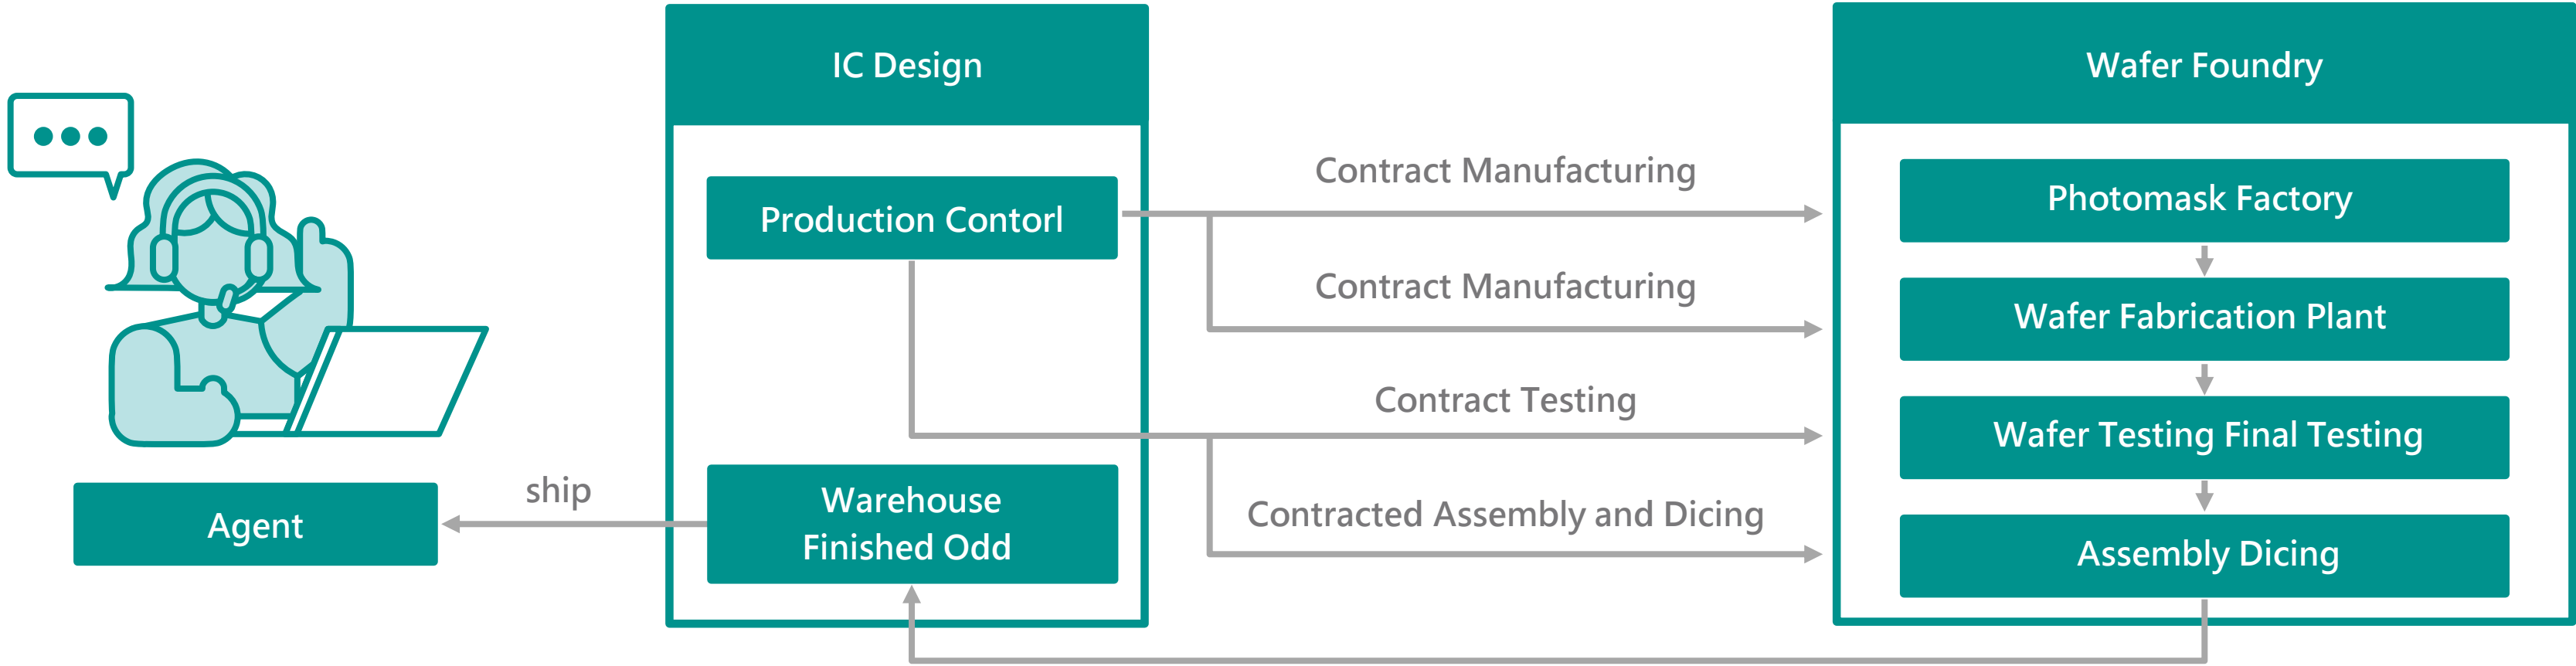 IC Design
Production Contorl
Warehouse
Finished Odd
ship
Agent
Contract Manufacturing
Contract Manufacturing
Contract Testing
Contracted Assembly and Dicing
Wafer Foundry
Photomask Factory
Wafer Fabrication Plant
Wafer Testing Final Testing
Assembly Dicing